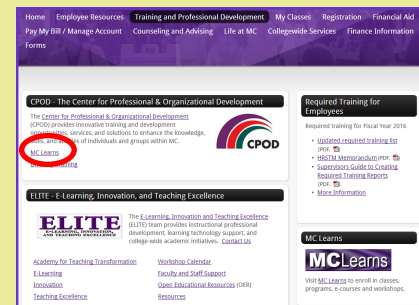 Home Employee Resources Training and Professional Development My Classes Registration Financial Aid
Pay My Bill / Manage Account Counseling and Advising Life at MC Collegewide Services Finance Information
Forms
CPOD - The Center for Professional & Organizational Development
The Center for Professional & Organizational Development
(CPOD) provides innovative training and development
opportunities, services, and solutions to enhance the knowledge,
skills, and abilities of individuals and groups within MC.
CPOD
MC Learns
Training
Required Training for
Employees
Required training for Fiscal Year 2016
Updated required training list
(PDF,
HRSTM Memorandum (PDF,
Supervisors Guide to Creating
Required Training Reports
(PDF,
More Information
ELITE - E-Learning, Innovation, and Teaching Excellence
ELITE
E-LEARNING, INNOVATION,
AND TEACHING EXCELLENCE
The E-Learning, Innovation and Teaching Excellence
(ELITE) team provides instructional professional
development, learning technology support, and
college-wide academic initiatives. Contact Us
Academy for Teaching Transformation Workshop Calendar
E-Learning Faculty and Staff Support
Innovation Open Educational Resources (OER)
Teaching Excellence Resources
MC Learns
MCLearns
Visit MC Learns to enroll in classes,
programs, e-courses and workshops.